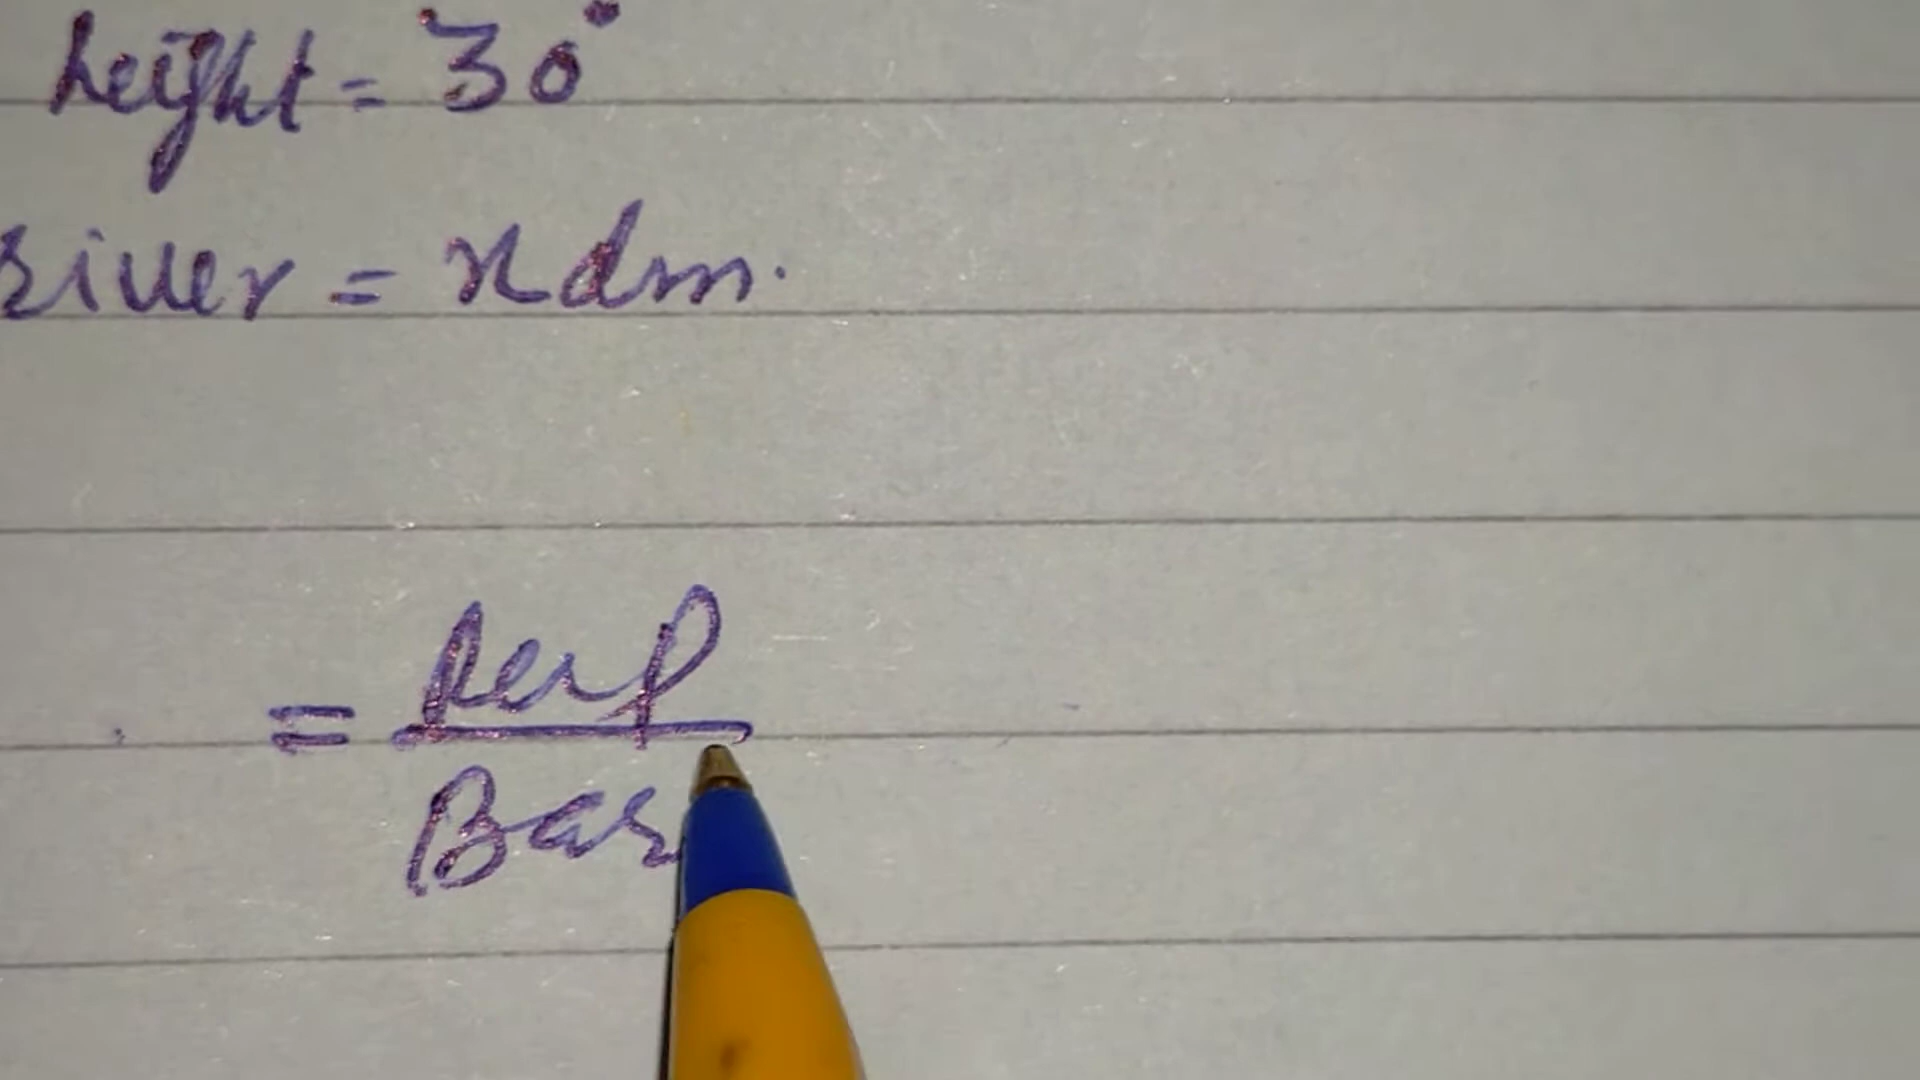 height = 30°
river = x dm.
= Perp
Bas